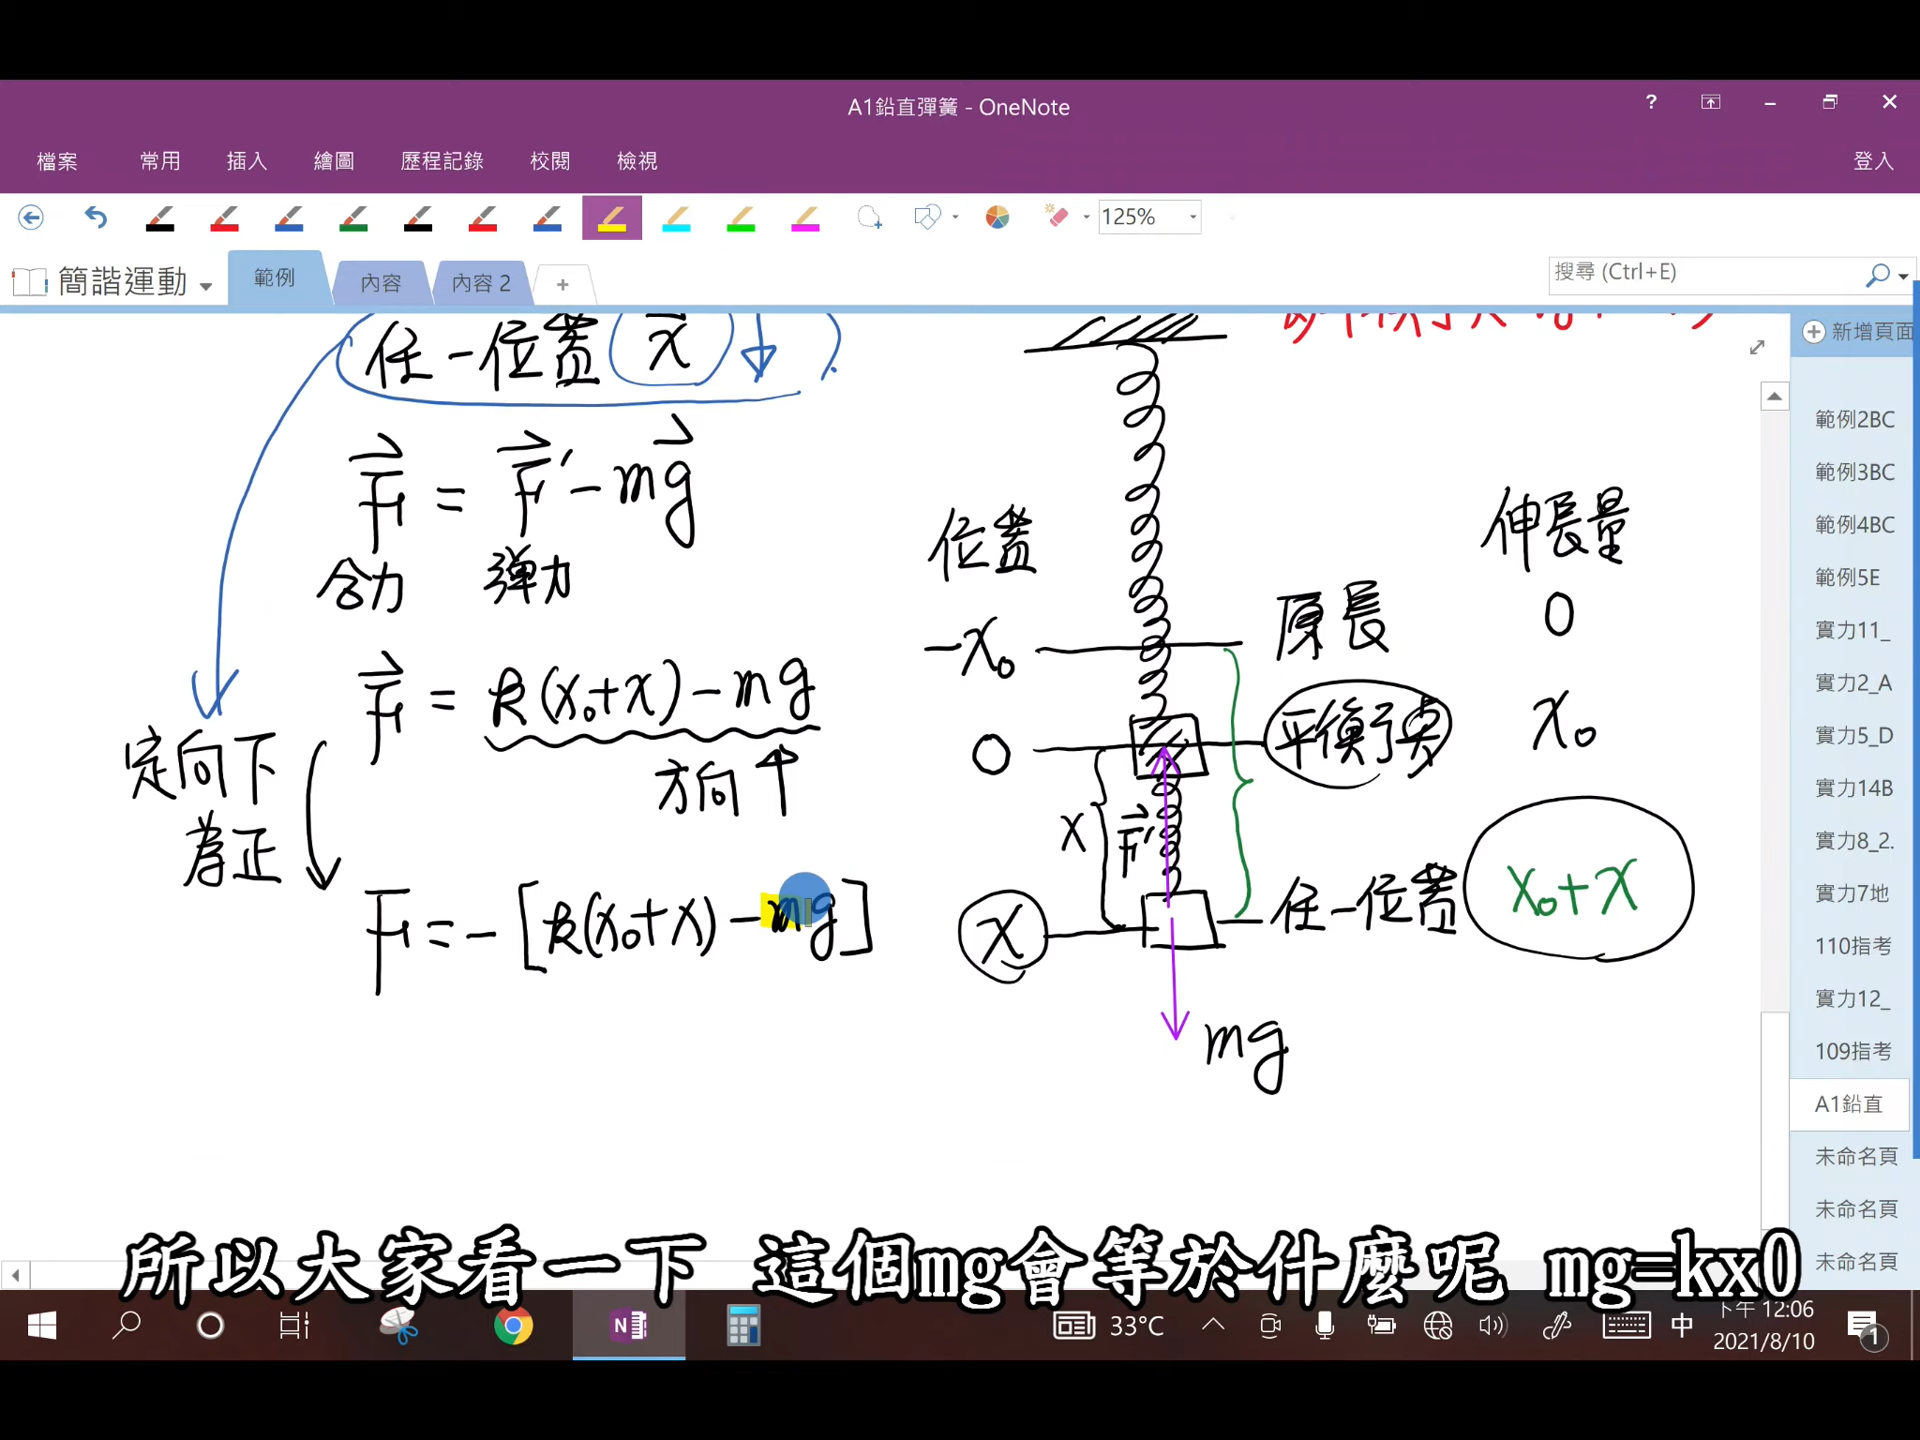 A1鉛直彈簧 - OneNote
?
檔案 常用 插入 繪圖 歷程記錄 校閱 檢視 登入
125%
簡諧運動 範例 內容 內容 2 +
搜尋 (Ctrl+E)
新增頁面
範例2BC
範例3BC
範例4BC
範例5E
實力11_
實力2_A
實力5_D
實力14B
實力8_2.
實力7地
110指考
實力12_
109指考
A1鉛直
未命名頁
未命名頁
未命名頁
任一位置 x ↓
F = F' - mg
合力 彈力
F = k(x₀+x) - mg
方向↑
定向下
為正
F = -[k(x₀+x) - mg]
位置
伸長量
-x₀ 原長 0
0 平衡點 x₀
x
F'
x 任一位置 x₀+x
mg
所以大家看一下 這個mg會等於什麼呢 mg=kx0
33°C
中
下午 12:06
2021/8/10
1